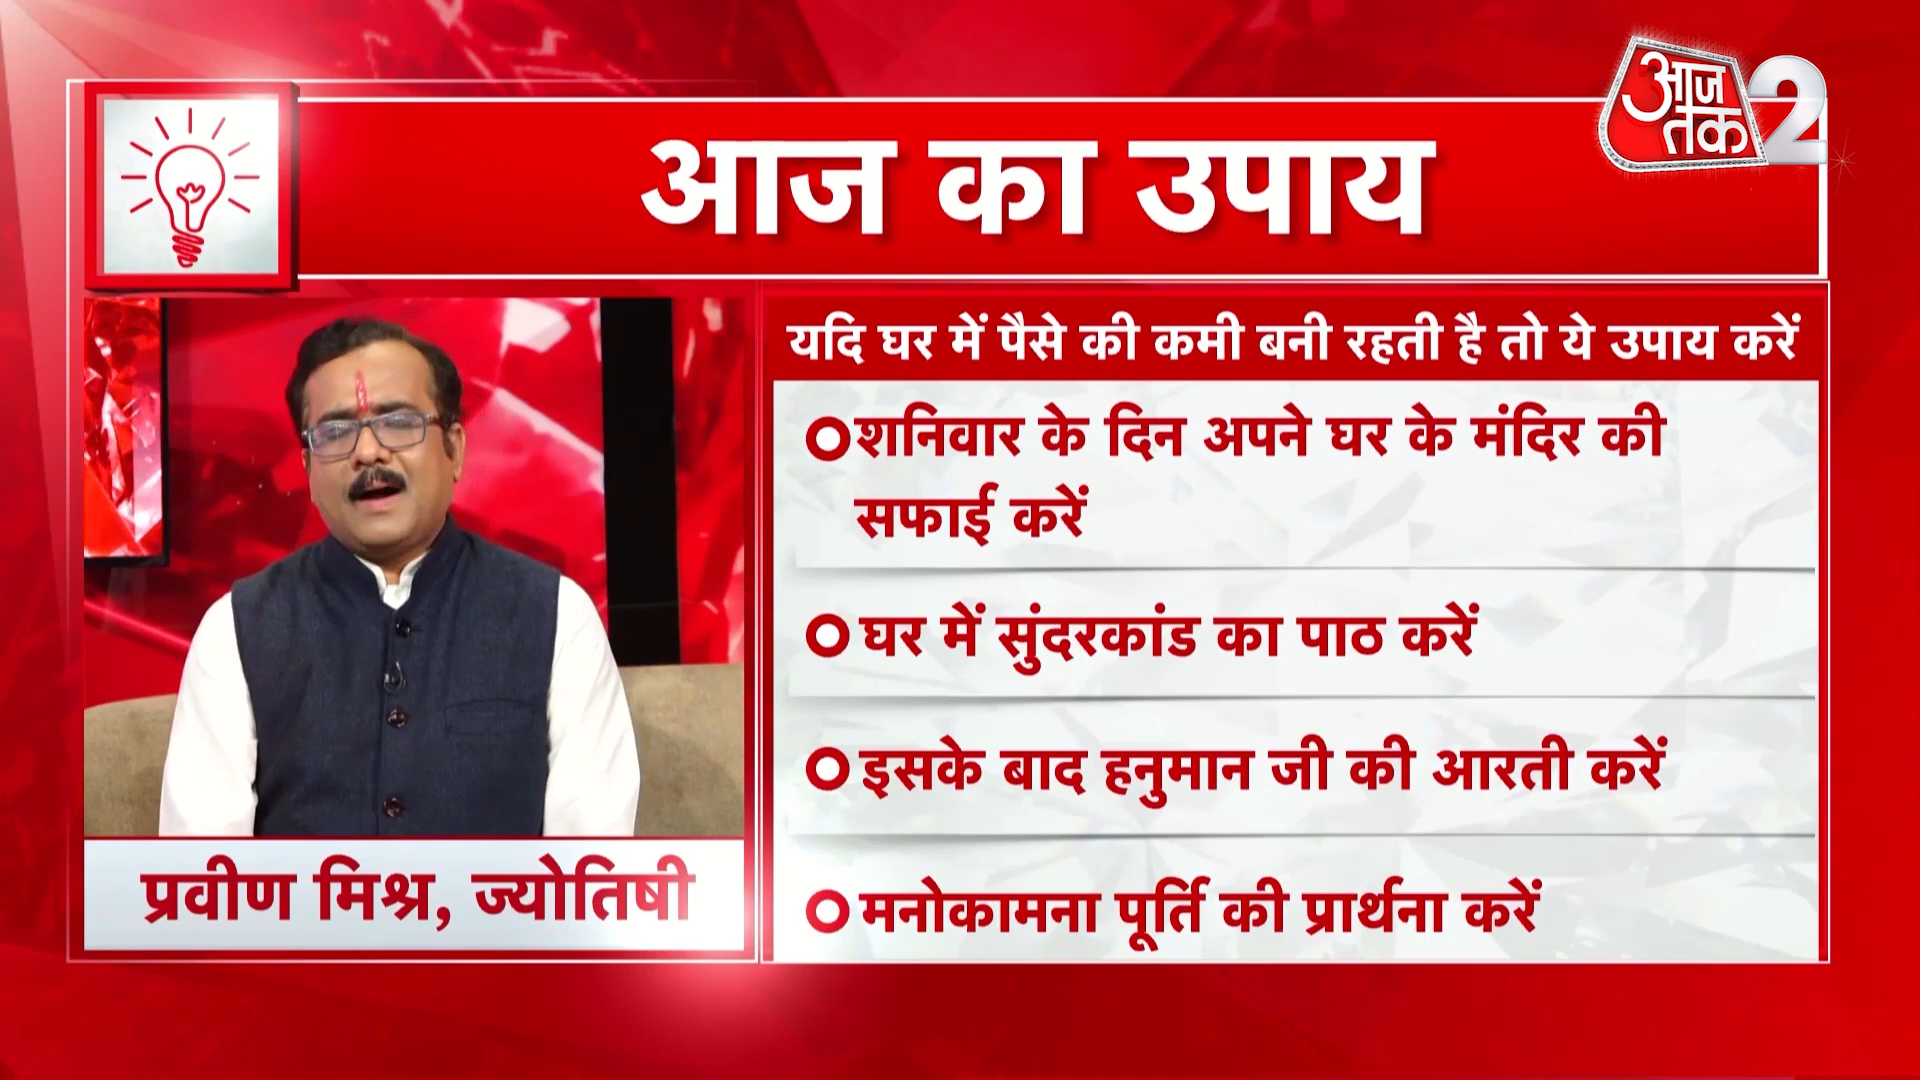 आज
तक 2
आज का उपाय
यदि घर में पैसे की कमी बनी रहती है तो ये उपाय करें
शनिवार के दिन अपने घर के मंदिर की
सफाई करें
घर में सुंदरकांड का पाठ करें
इसके बाद हनुमान जी की आरती करें
मनोकामना पूर्ति की प्रार्थना करें
प्रवीण मिश्र, ज्योतिषी